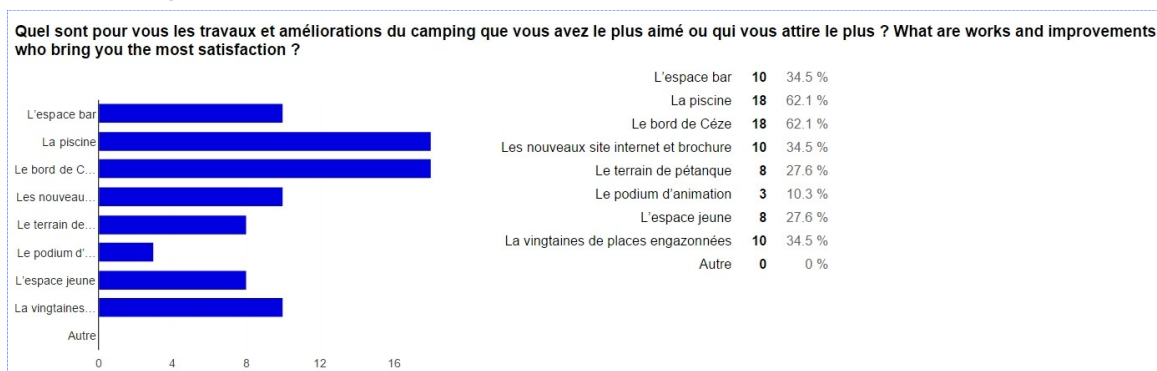 Quel sont pour vous les travaux et améliorations du camping que vous avez le plus aimé ou qui vous attire le plus ? What are works and improvements
who bring you the most satisfaction ?
L'espace bar
La piscine
Le bord de C...
Les nouveau...
Le terrain de...
Le podium d'...
L'espace jeune
La vingtaines...
Autre
0 4 8 12 16
L'espace bar 10 34.5 %
La piscine 18 62.1 %
Le bord de Céze 18 62.1 %
Les nouveaux site internet et brochure 10 34.5 %
Le terrain de pétanque 8 27.6 %
Le podium d'animation 3 10.3 %
L'espace jeune 8 27.6 %
La vingtaines de places engazonnées 10 34.5 %
Autre 0 0 %